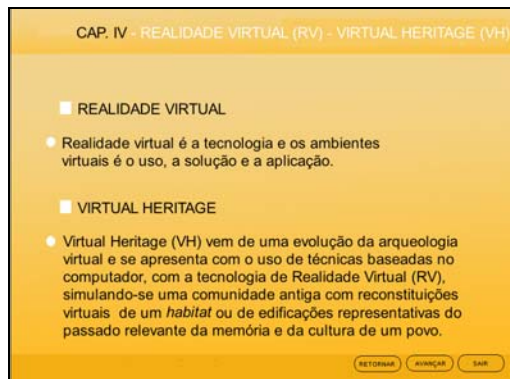 CAP. IV - REALIDADE VIRTUAL (RV) - VIRTUAL HERITAGE (VH)
REALIDADE VIRTUAL
Realidade virtual é a tecnologia e os ambientes
virtuais é o uso, a solução e a aplicação.
VIRTUAL HERITAGE
Virtual Heritage (VH) vem de uma evolução da arqueologia
virtual e se apresenta com o uso de técnicas baseadas no
computador, com a tecnologia de Realidade Virtual (RV),
simulando-se uma comunidade antiga com reconstituições
virtuais de um habitat ou de edificações representativas do
passado relevante da memória e da cultura de um povo.
RETORNAR AVANÇAR SAIR